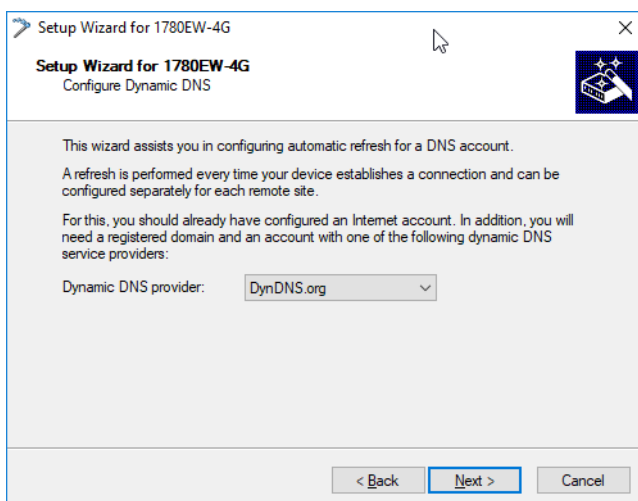 Setup Wizard for 1780EW-4G
Setup Wizard for 1780EW-4G
Configure Dynamic DNS
This wizard assists you in configuring automatic refresh for a DNS account.
A refresh is performed every time your device establishes a connection and can be
configured separately for each remote site.
For this, you should already have configured an Internet account. In addition, you will
need a registered domain and an account with one of the following dynamic DNS
service providers:
Dynamic DNS provider: DynDNS.org
< Back Next > Cancel